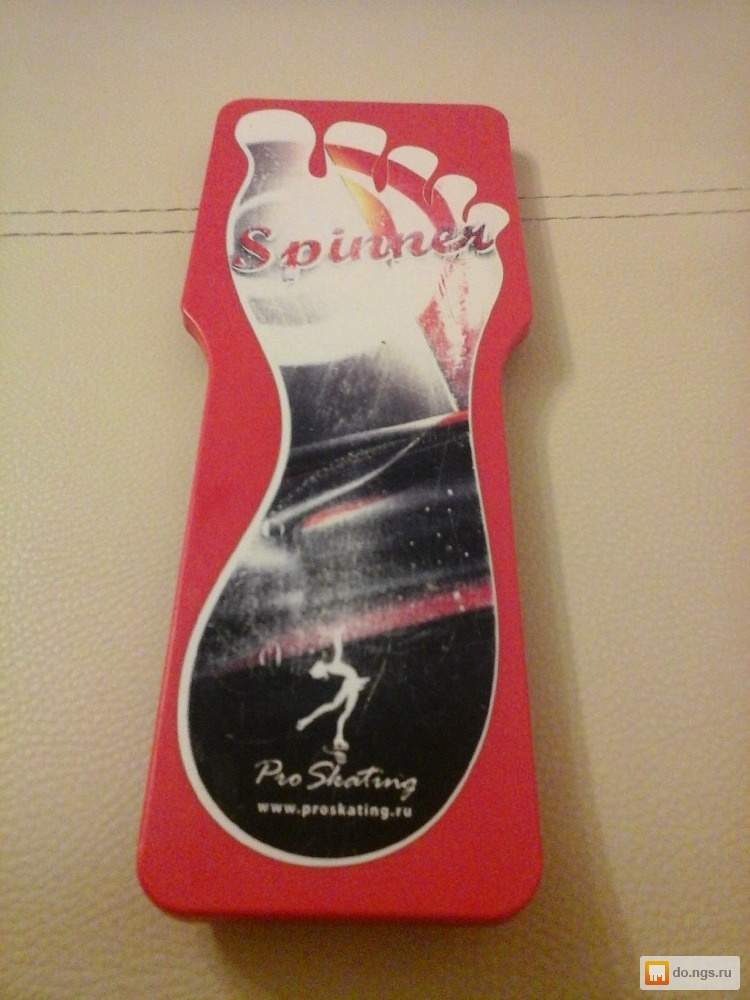 Spinner
Pro Skating
www.proskating.ru
do.ngs.ru